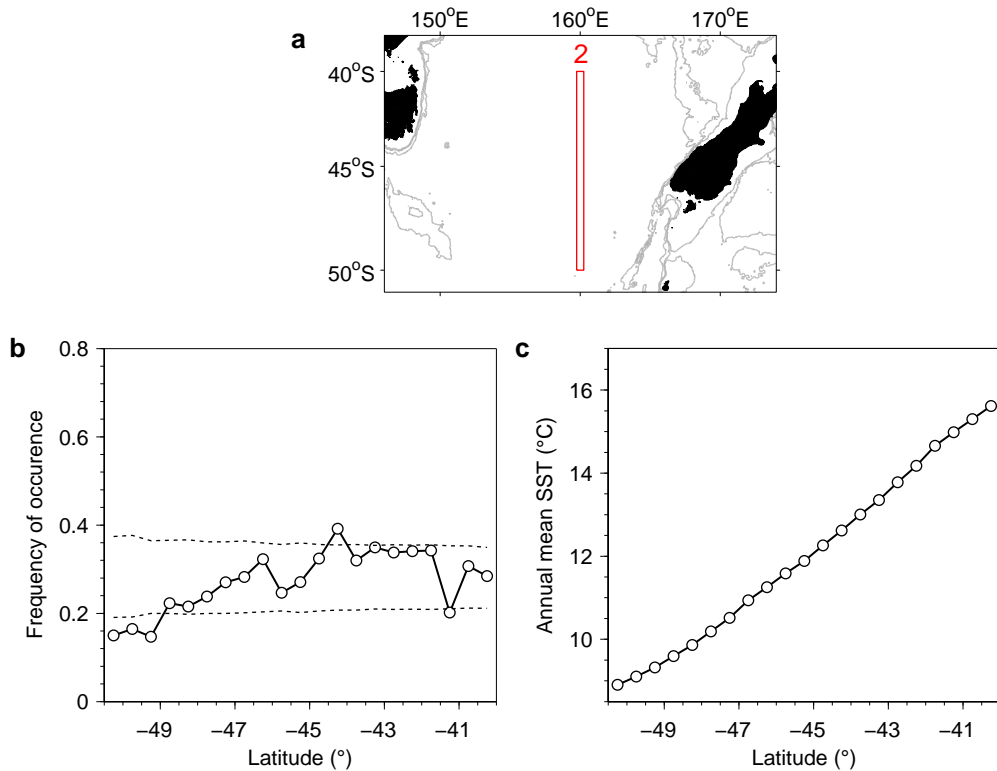 150°E 160°E 170°E
a
2
40°S
45°S
50°S
b
0.8
0.6
0.4
0.2
0
Frequency of occurence
−49 −47 −45 −43 −41
Latitude (°)
c
16
14
12
10
Annual mean SST (°C)
−49 −47 −45 −43 −41
Latitude (°)